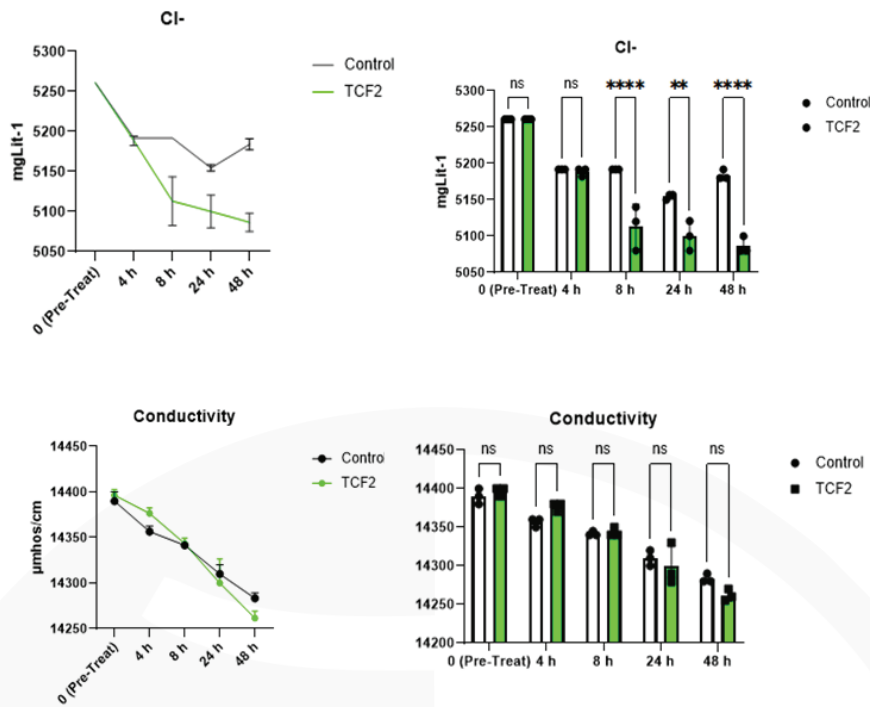 Cl-
5300
5250
5200
5150
5100
5050
mgLit-1
0 (Pre-Treat)
4 h
8 h
24 h
48 h
Control
TCF2
Cl-
5300
5250
5200
5150
5100
5050
mgLit-1
ns
ns
****
**
****
0 (Pre-Treat)
4 h
8 h
24 h
48 h
Control
TCF2
Conductivity
14450
14400
14350
14300
14250
µmhos/cm
0 (Pre-Treat)
4 h
8 h
24 h
48 h
Control
TCF2
Conductivity
14450
14400
14350
14300
14250
14200
ns
ns
ns
ns
ns
0 (Pre-Treat)
4 h
8 h
24 h
48 h
Control
TCF2